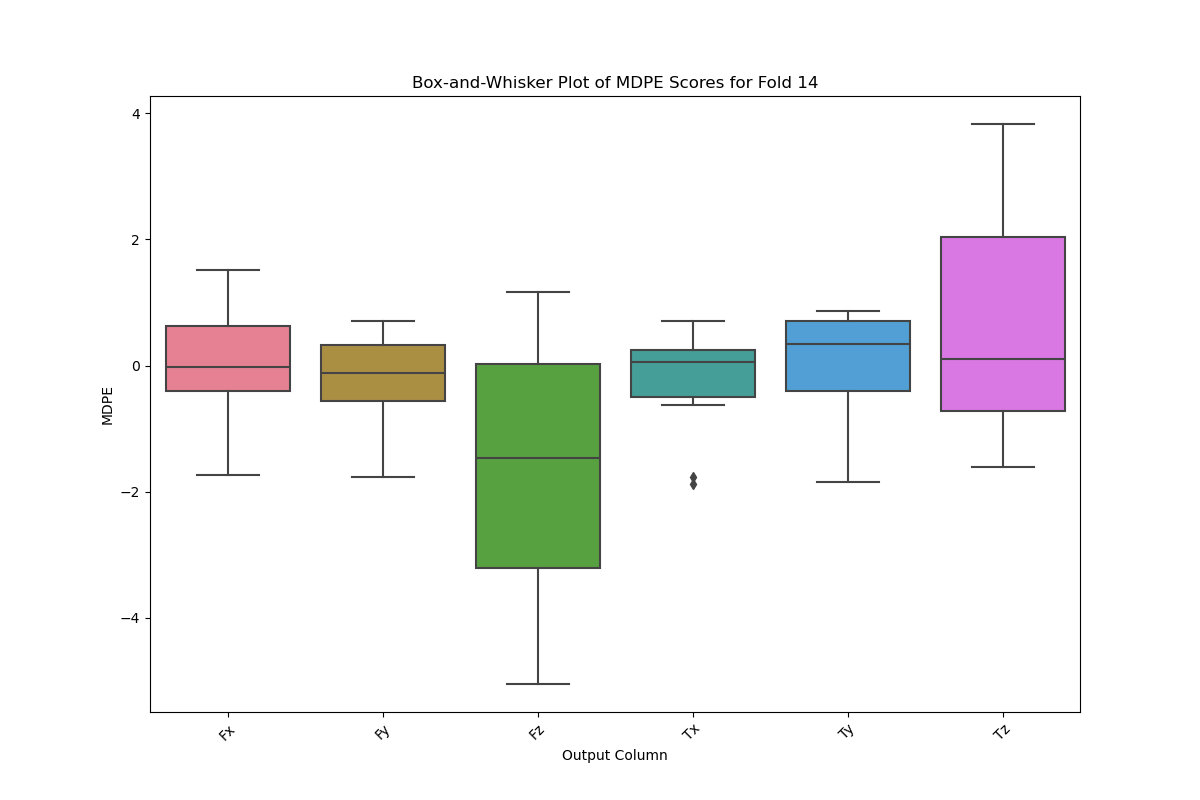 Box-and-Whisker Plot of MDPE Scores for Fold 14
4
2
0
−2
−4
MDPE
Fx
Fy
Fz
Tx
Ty
Tz
Output Column